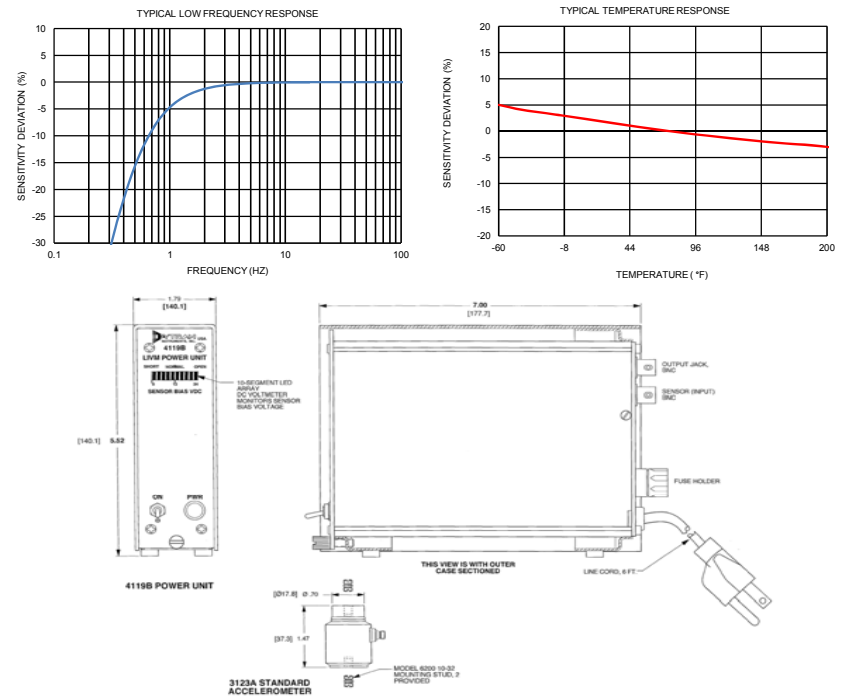 TYPICAL LOW FREQUENCY RESPONSE
SENSITIVITY DEVIATION (%)
10
5
0
-5
-10
-15
-20
-25
-30
0.1
1
10
100
FREQUENCY (HZ)
TYPICAL TEMPERATURE RESPONSE
SENSITIVITY DEVIATION (%)
20
15
10
5
0
-5
-10
-15
-20
-60
-8
44
96
148
200
TEMPERATURE ( °F)
1.70
[140.1]
USA
4119B
LIVM POWER UNIT
SHORT NORMAL OPEN
SENSOR BIAS VDC
10-SEGMENT LED
ARRAY
DC VOLTMETER
MONITORS SENSOR
BIAS VOLTAGE
[140.1] 5.52
ON
PWR
4119B POWER UNIT
7.00
[177.7]
OUTPUT JACK,
BNC
SENSOR (INPUT)
BNC
FUSE HOLDER
THIS VIEW IS WITH OUTER
CASE SECTIONED
LINE CORD, 6 FT.
[Ø17.8] Ø .70
[37.3] 1.47
3123A STANDARD
ACCELEROMETER
MODEL 6200 10-32
MOUNTING STUD, 2
PROVIDED